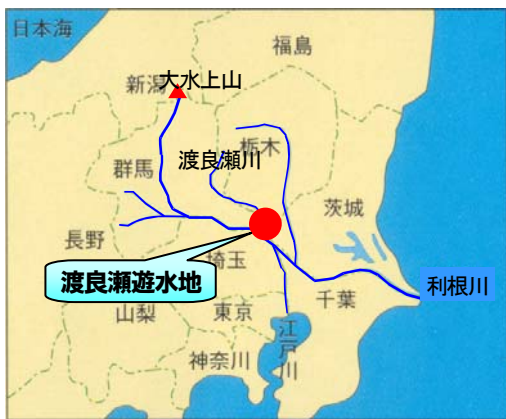 日本海
福島
新潟
大水上山
栃木
渡良瀬川
群馬
茨城
長野
埼玉
渡良瀬遊水地
利根川
千葉
山梨
東京
江戸川
神奈川